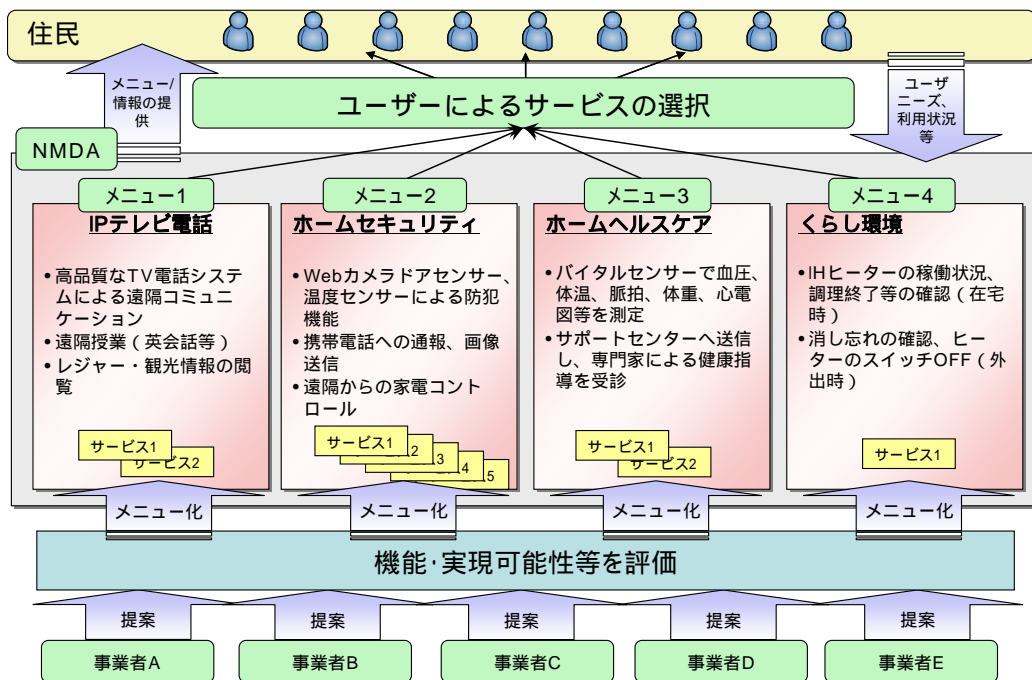 住民
メニュー/
情報の提
供
ユーザーによるサービスの選択
ユーザ
ニーズ、
利用状況
等
NMDA
メニュー1
IPテレビ電話
•高品質なTV電話システ
ムによる遠隔コミュニ
ケーション
•遠隔授業(英会話等)
•レジャー・観光情報の閲
覧
サービス1
サービス2
メニュー2
ホームセキュリティ
•Webカメラドアセンサー、
温度センサーによる防犯
機能
•携帯電話への通報、画像
送信
•遠隔からの家電コント
ロール
サービス1
ス2
ス3
ス4
ス5
メニュー3
ホームヘルスケア
•バイタルセンサーで血圧、
体温、脈拍、体重、心電
図等を測定
•サポートセンターへ送信
し、専門家による健康指
導を受診
サービス1
サービス2
メニュー4
くらし環境
•IHヒーターの稼働状況、
調理終了等の確認(在宅
時)
•消し忘れの確認、ヒー
ターのスイッチOFF(外
出時)
サービス1
メニュー化
メニュー化
メニュー化
メニュー化
機能・実現可能性等を評価
提案
提案
提案
提案
提案
事業者A
事業者B
事業者C
事業者D
事業者E